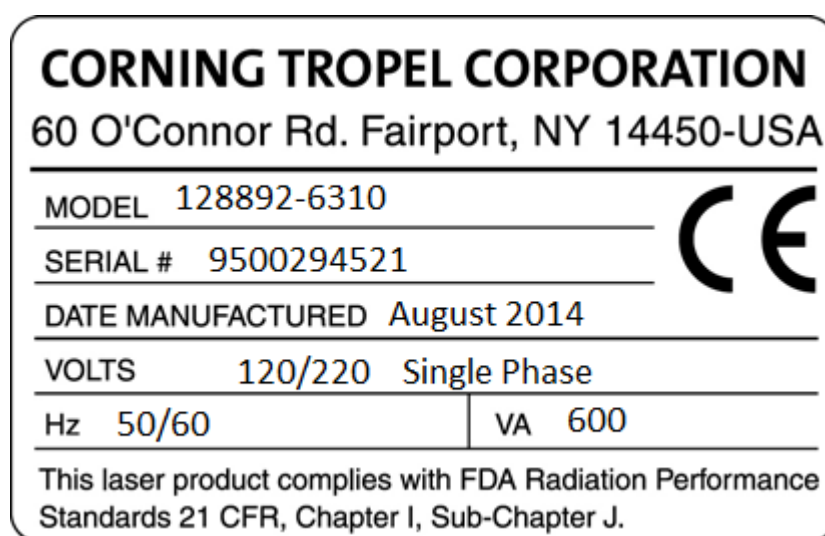 CORNING TROPEL CORPORATION
60 O'Connor Rd. Fairport, NY 14450-USA
MODEL 128892-6310
SERIAL # 9500294521
CE
DATE MANUFACTURED August 2014
VOLTS 120/220 Single Phase
Hz 50/60 VA 600
This laser product complies with FDA Radiation Performance
Standards 21 CFR, Chapter I, Sub-Chapter J.